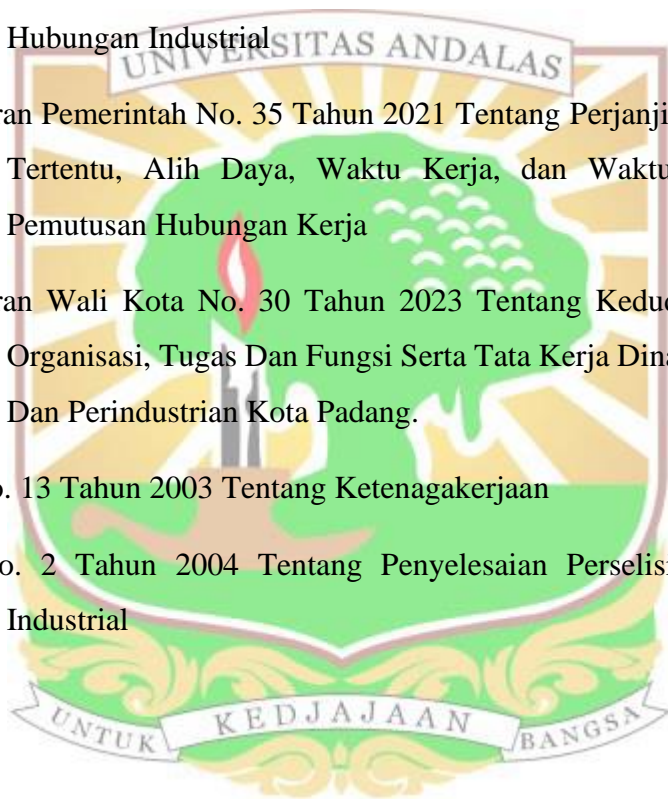 Hubungan Industrial
UNIVERSITAS ANDALAS
ran Pemerintah No. 35 Tahun 2021 Tentang Perjanji
Tertentu, Alih Daya, Waktu Kerja, dan Waktu
Pemutusan Hubungan Kerja
ran Wali Kota No. 30 Tahun 2023 Tentang Kedu
Organisasi, Tugas Dan Fungsi Serta Tata Kerja Dina
Dan Perindustrian Kota Padang.
o. 13 Tahun 2003 Tentang Ketenagakerjaan
o. 2 Tahun 2004 Tentang Penyelesaian Perselisi
Industrial
UNTUK KEDJAJAAN BANGSA